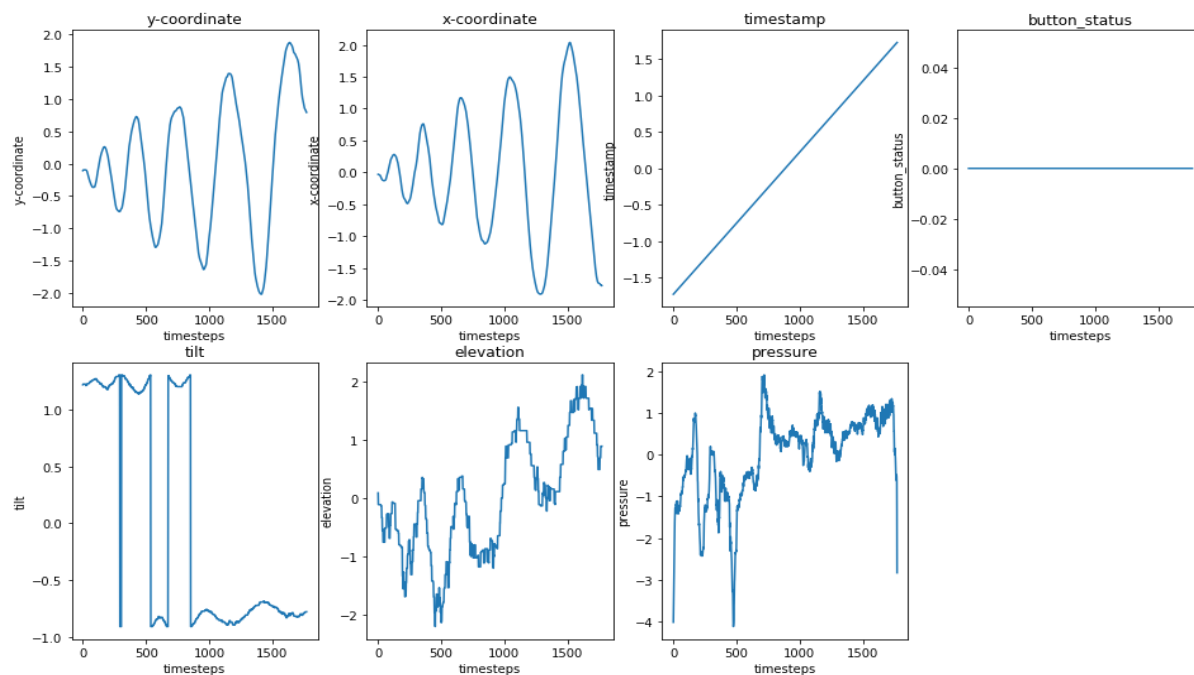 y-coordinate x-coordinate timestamp button_status
y-coordinate
2.0
1.5
1.0
0.5
0.0
−0.5
−1.0
−1.5
−2.0
0 500 1000 1500
timesteps
x-coordinate
2.0
1.5
1.0
0.5
0.0
−0.5
−1.0
−1.5
−2.0
0 500 1000 1500
timesteps
timestamp
1.5
1.0
0.5
0.0
−0.5
−1.0
−1.5
0 500 1000 1500
timesteps
button_status
0.04
0.02
0.00
−0.02
−0.04
0 500 1000 1500
timesteps
tilt elevation pressure
tilt
1.0
0.5
0.0
−0.5
−1.0
0 500 1000 1500
timesteps
elevation
2
1
0
−1
−2
0 500 1000 1500
timesteps
pressure
2
1
0
−1
−2
−3
−4
0 500 1000 1500
timesteps